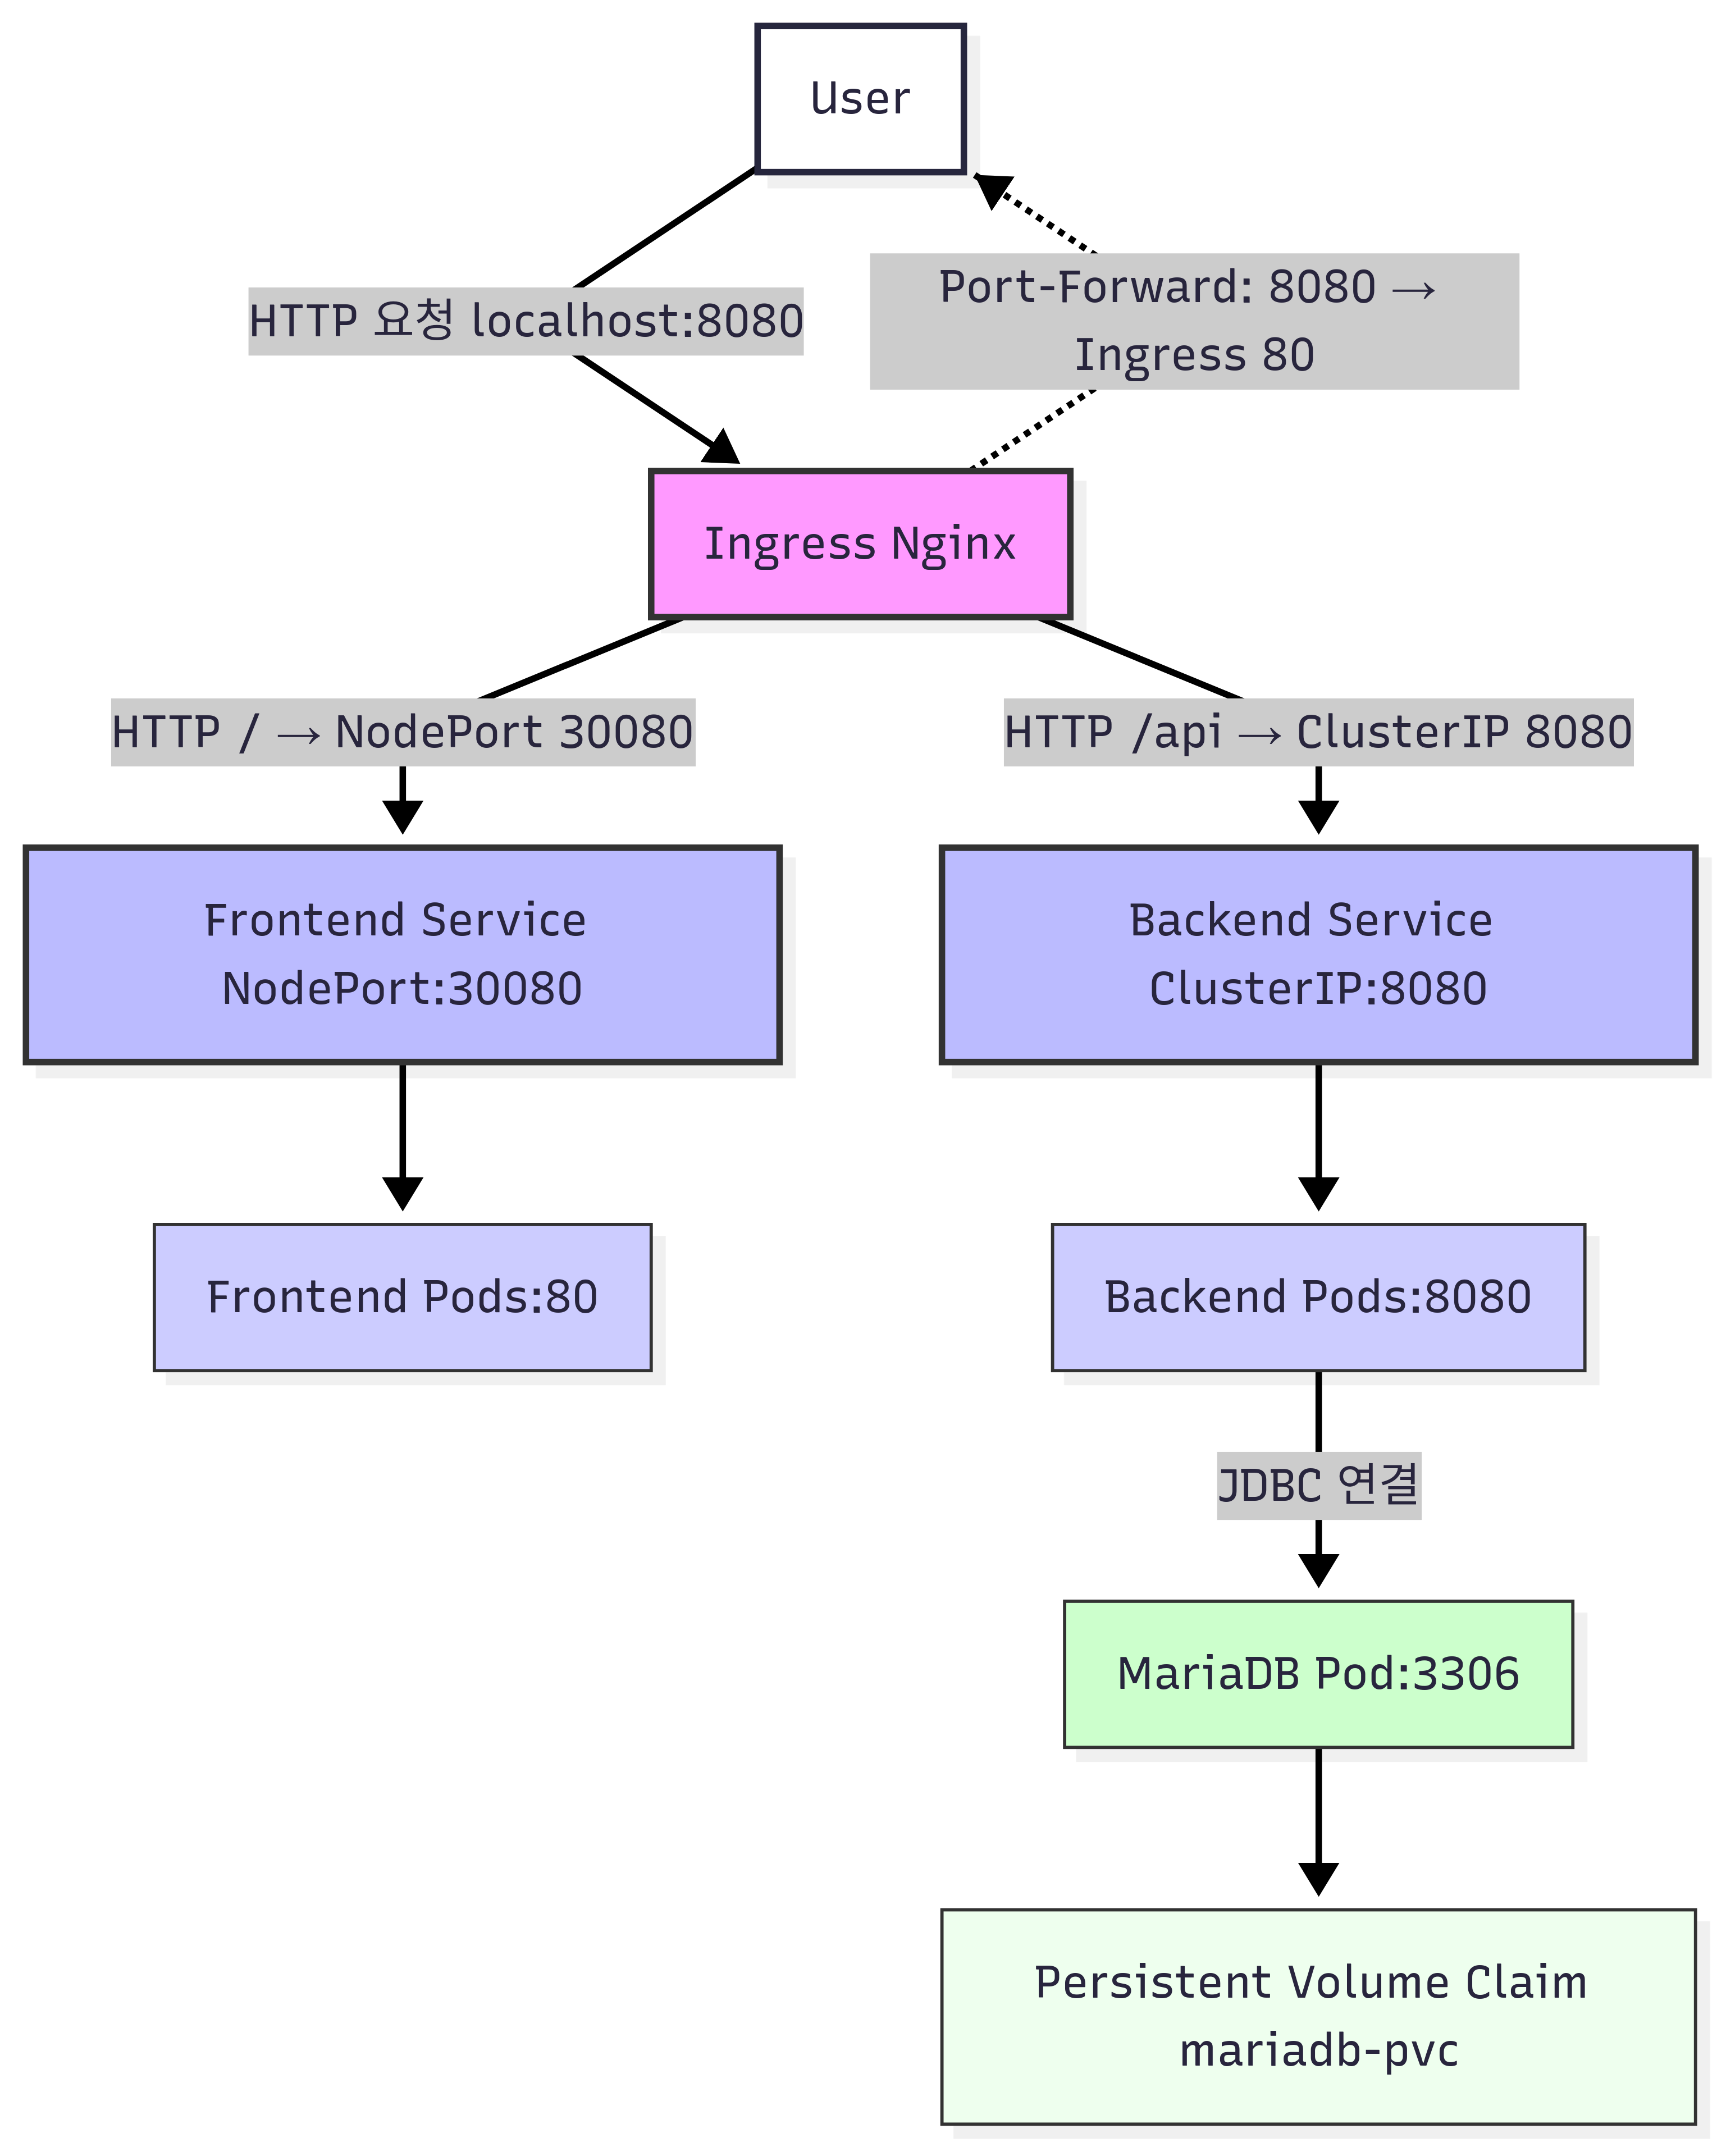 User
HTTP 요청 localhost:8080
Port-Forward: 8080 →
Ingress 80
Ingress Nginx
HTTP / → NodePort 30080
HTTP /api → ClusterIP 8080
Frontend Service
NodePort:30080
Backend Service
ClusterIP:8080
Frontend Pods:80
Backend Pods:8080
JDBC 연결
MariaDB Pod:3306
Persistent Volume Claim
mariadb-pvc